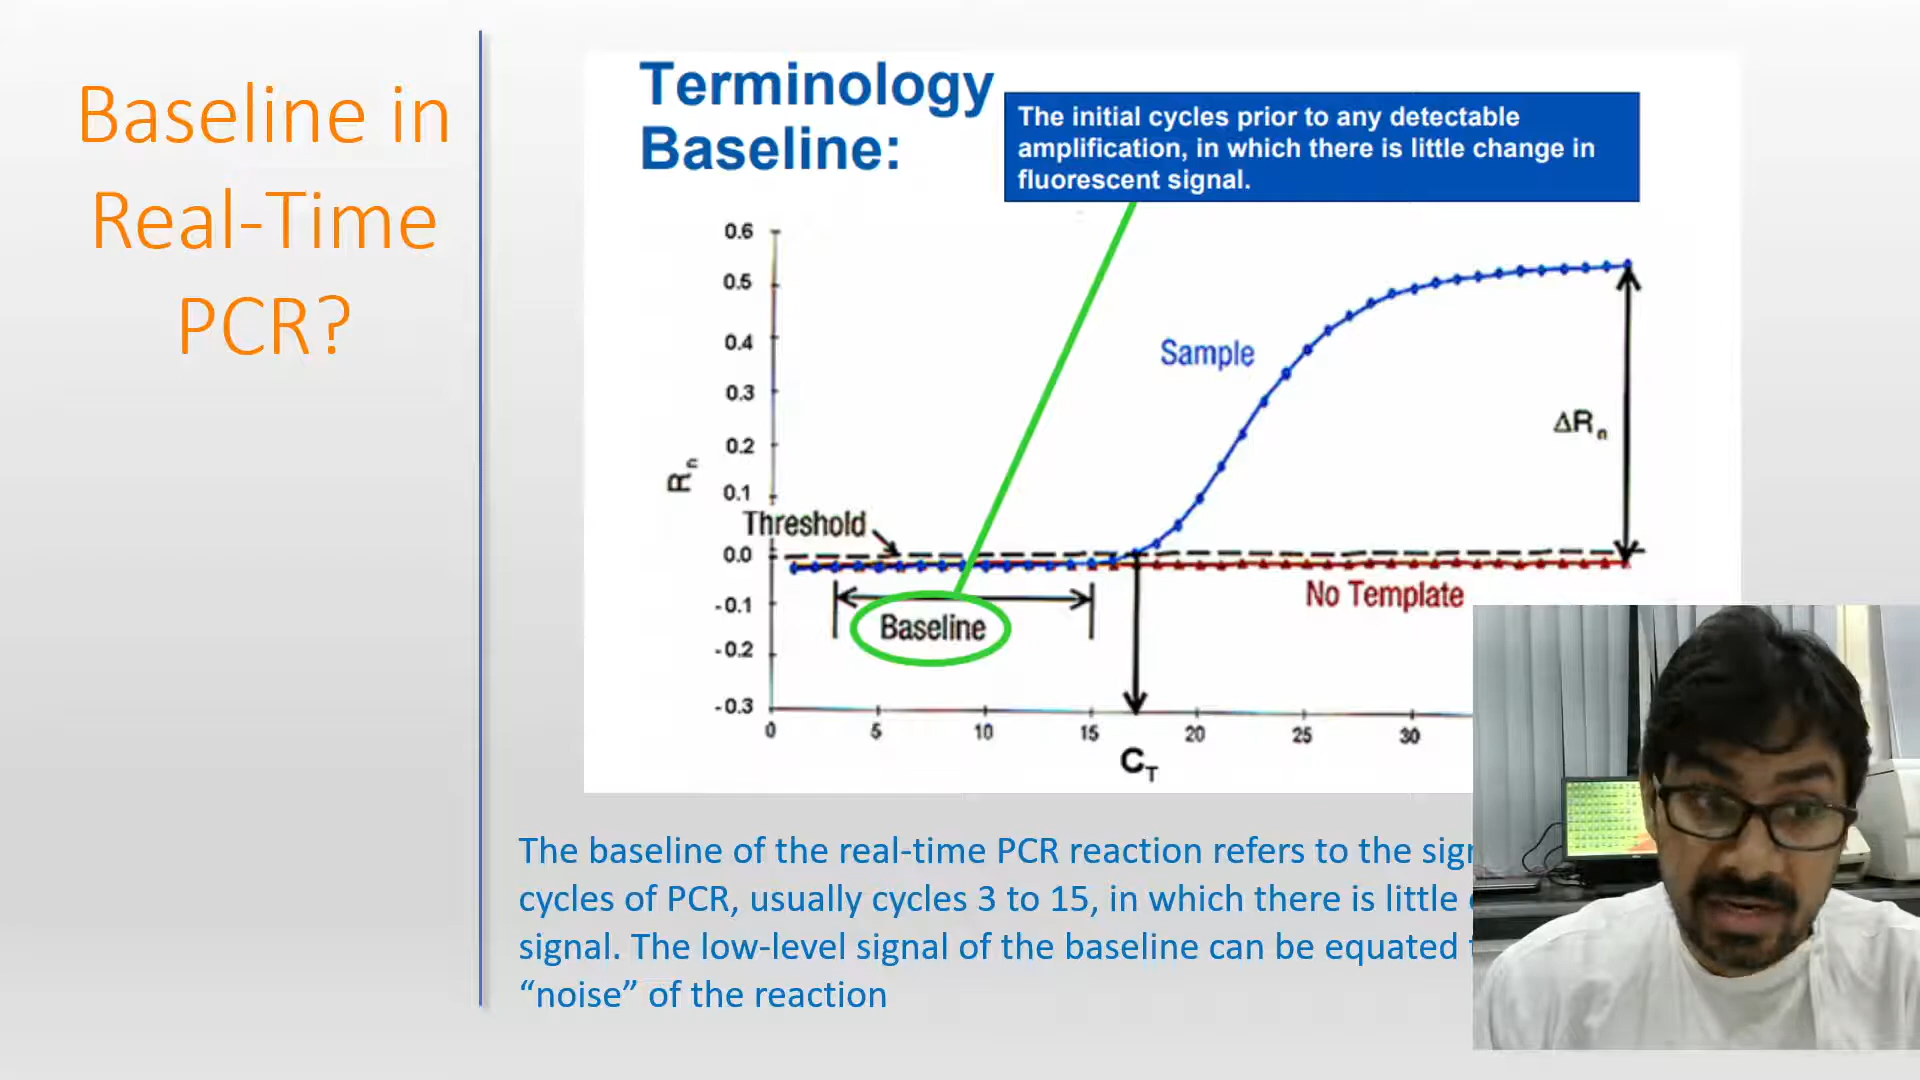 Baseline in
Real-Time
PCR?
Terminology
Baseline:
The initial cycles prior to any detectable
amplification, in which there is little change in
fluorescent signal.
0.6
0.5
0.4
0.3
0.2
0.1
0.0
-0.1
-0.2
-0.3
Rn
Threshold
Sample
ΔRn
No Template
Baseline
0 5 10 15 20 25 30
CT
The baseline of the real-time PCR reaction refers to the
cycles of PCR, usually cycles 3 to 15, in which there is little
signal. The low-level signal of the baseline can be equated
“noise” of the reaction